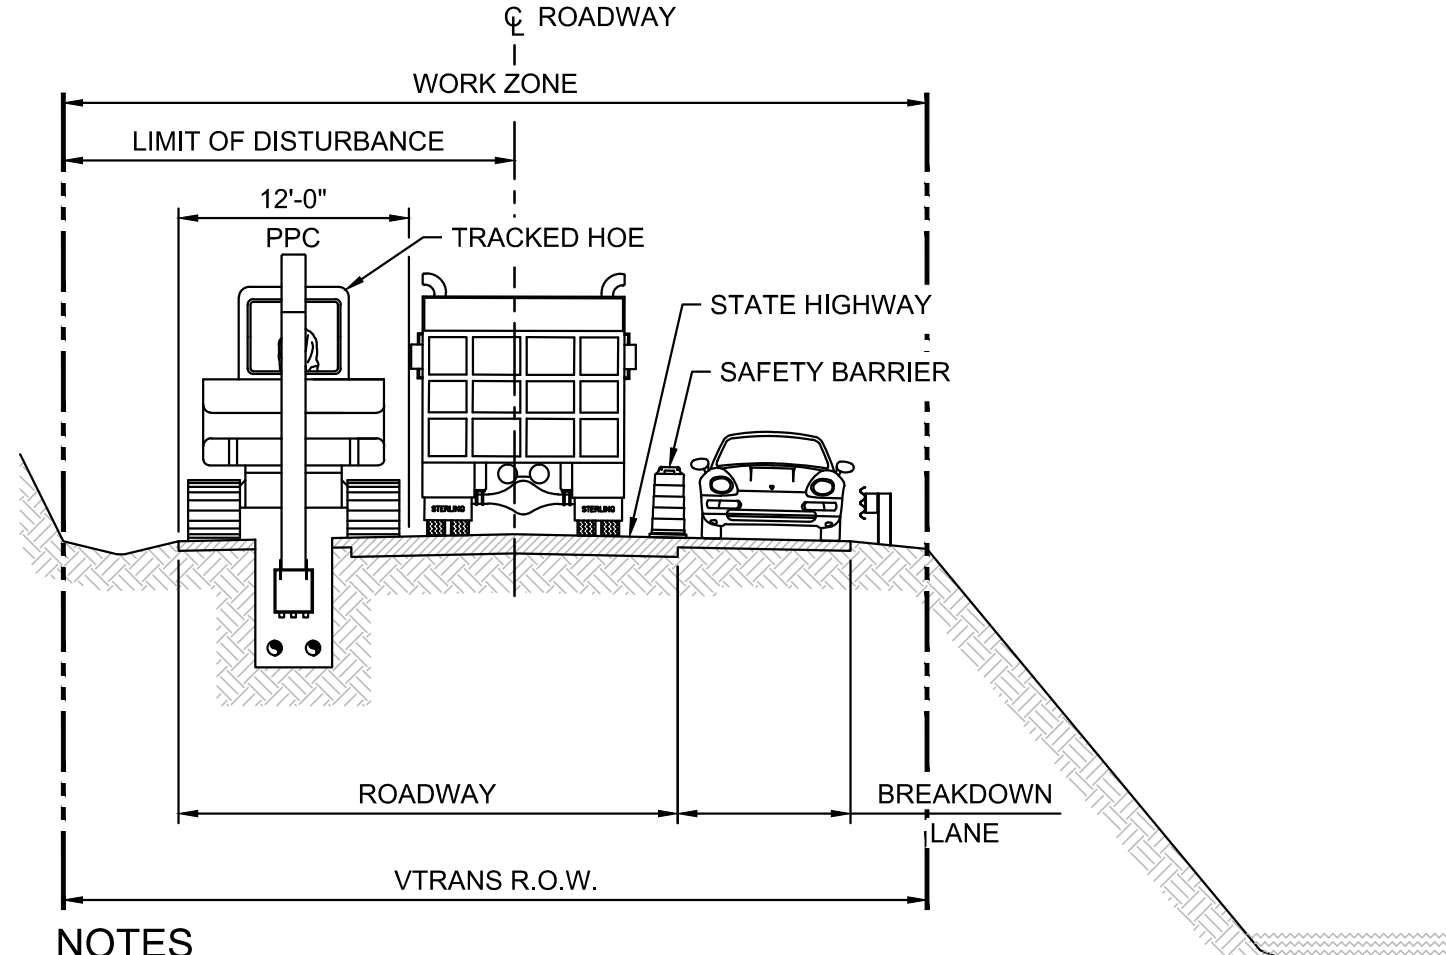 ℄ ROADWAY
WORK ZONE
LIMIT OF DISTURBANCE
12'-0"
PPC
TRACKED HOE
STATE HIGHWAY
SAFETY BARRIER
STERLING
STERLING
ROADWAY
BREAKDOWN
LANE
VTRANS R.O.W.
NOTES